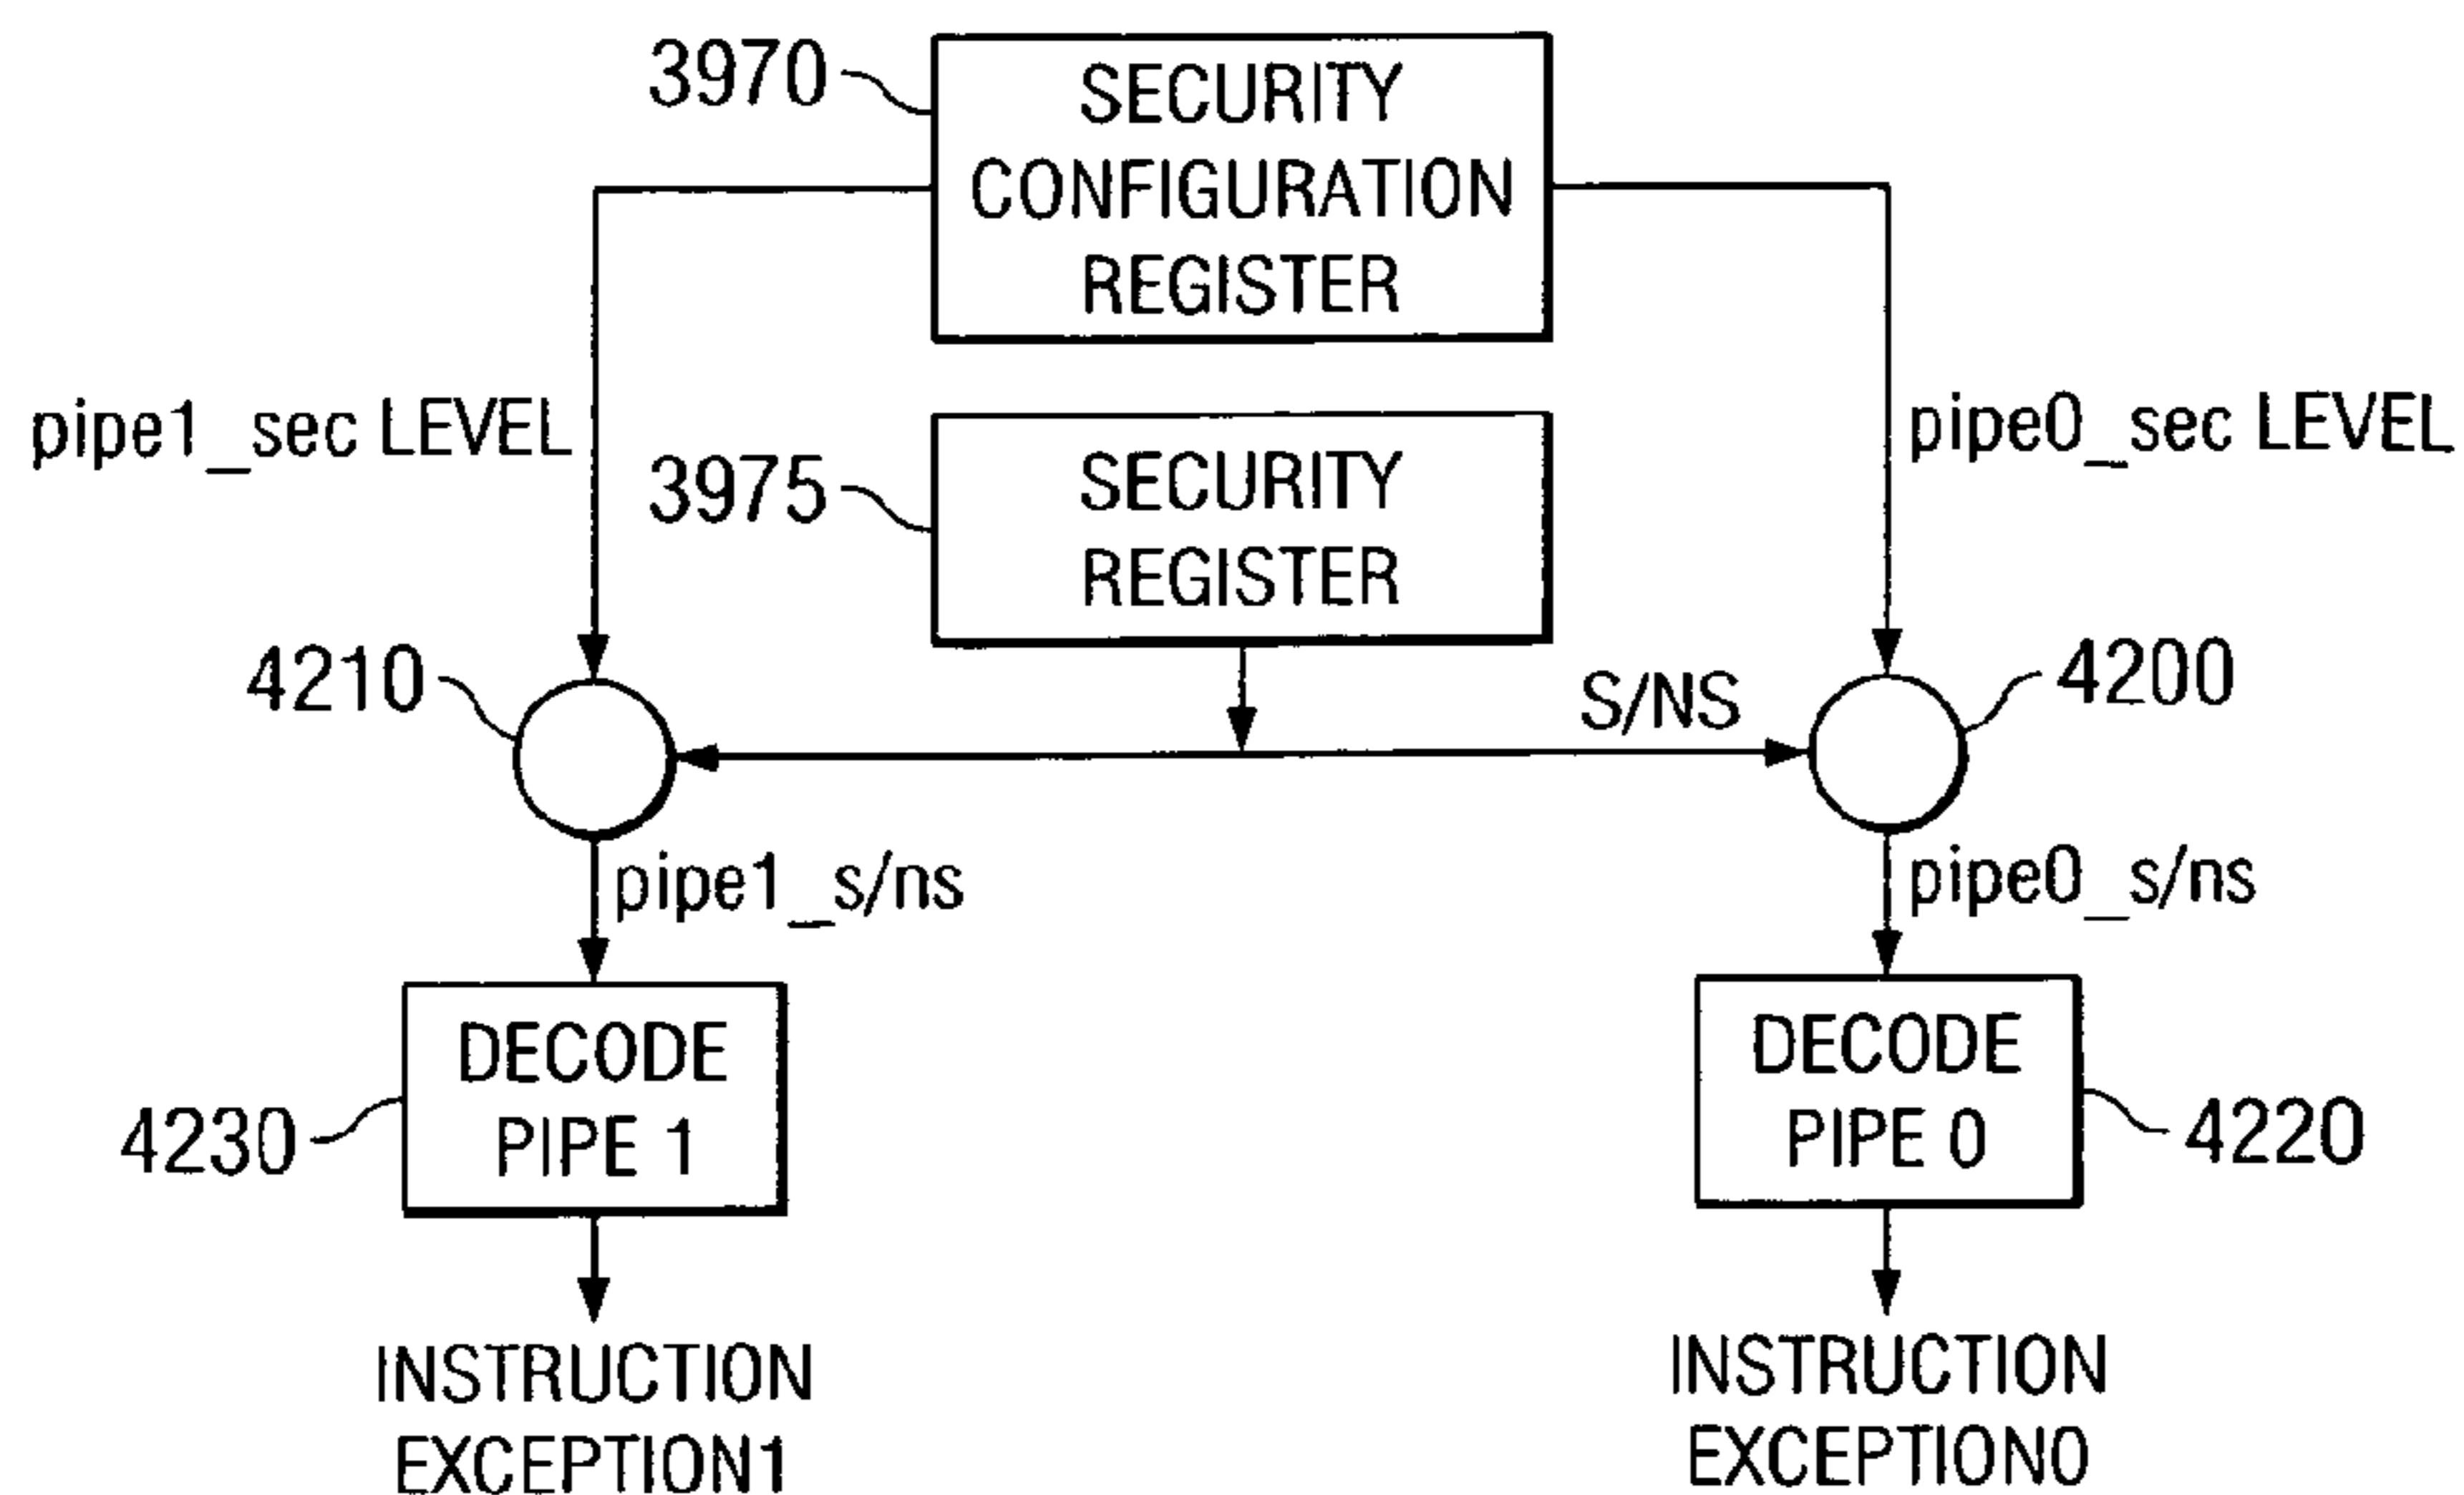 3970
SECURITY
CONFIGURATION
REGISTER
pipe1_sec LEVEL
pipe0_sec LEVEL
3975
SECURITY
REGISTER
4210
S/NS
4200
pipe1_s/ns
pipe0_s/ns
DECODE
PIPE 1
4230
DECODE
PIPE 0
4220
INSTRUCTION
EXCEPTION1
INSTRUCTION
EXCEPTION0